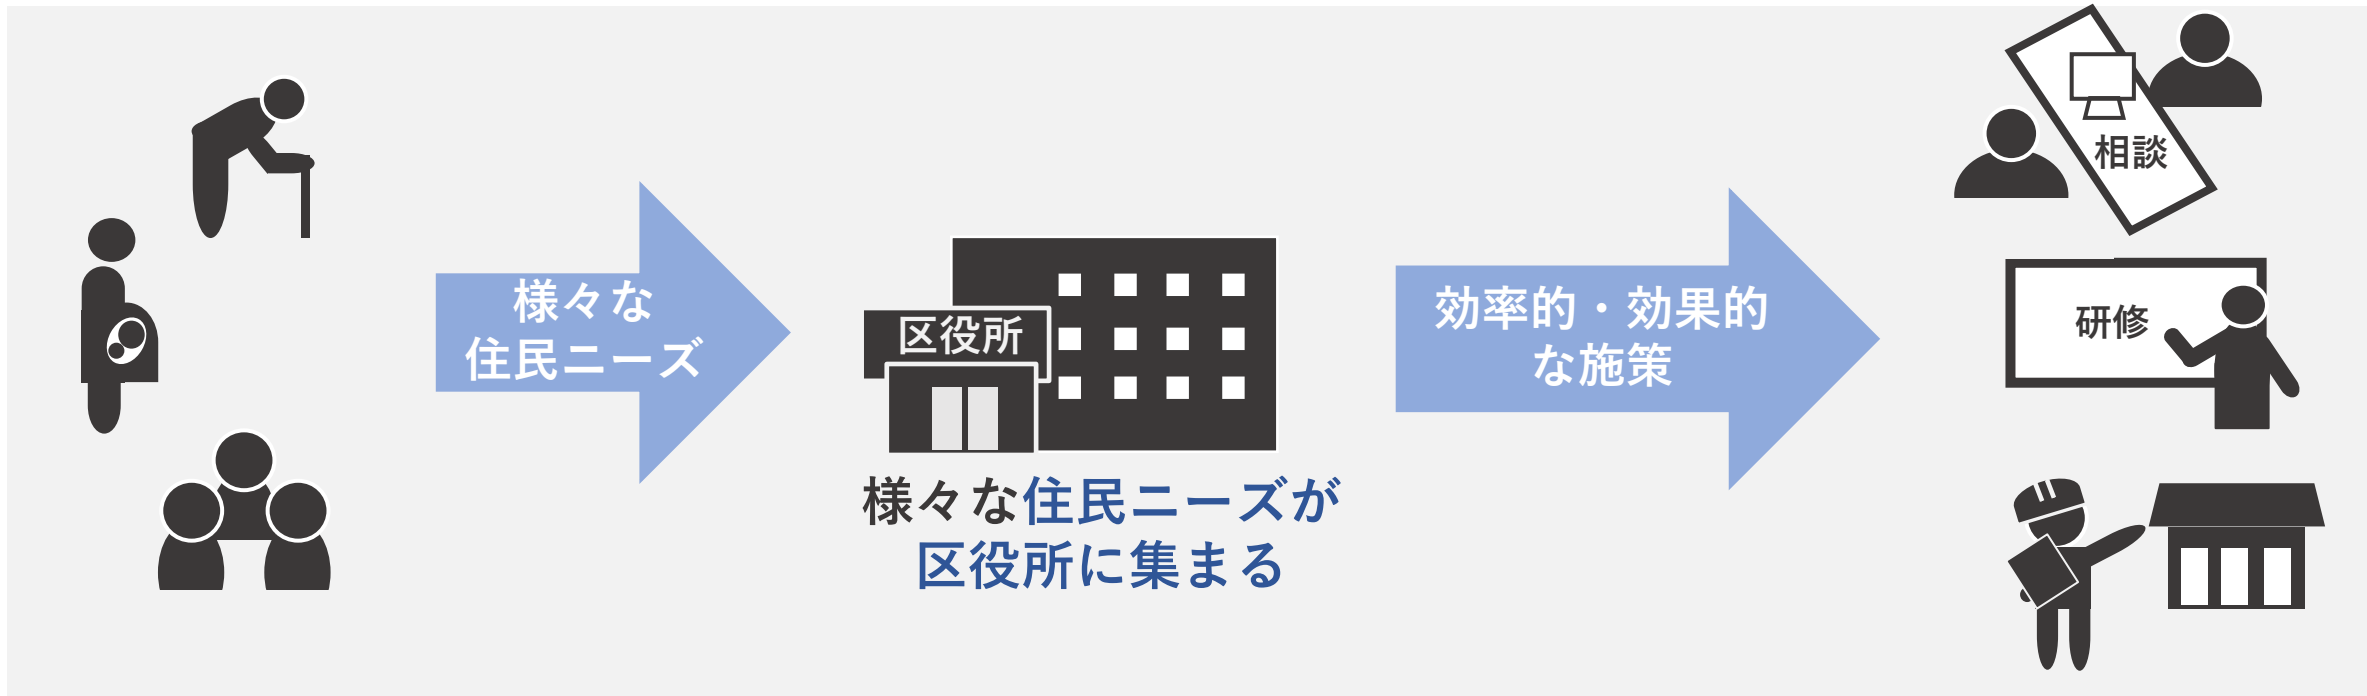 様々な
住民ニーズ
区役所
様々な住民ニーズが
区役所に集まる
効率的・効果的
な施策
相談
研修